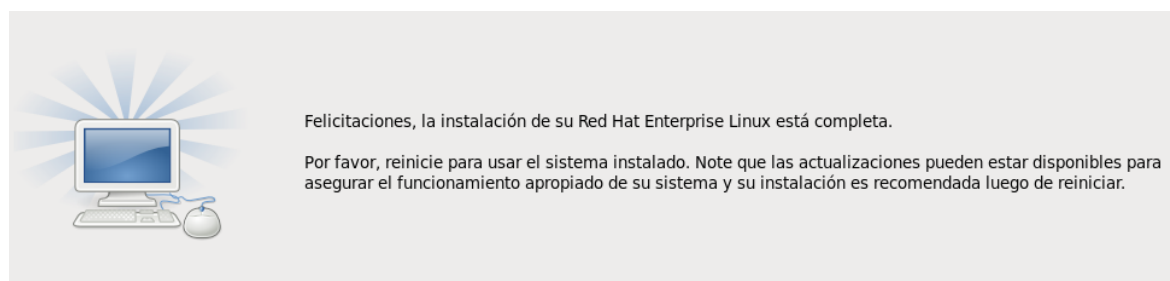 Felicitaciones, la instalación de su Red Hat Enterprise Linux está completa.
Por favor, reinicie para usar el sistema instalado. Note que las actualizaciones pueden estar disponibles para
asegurar el funcionamiento apropiado de su sistema y su instalación es recomendada luego de reiniciar.